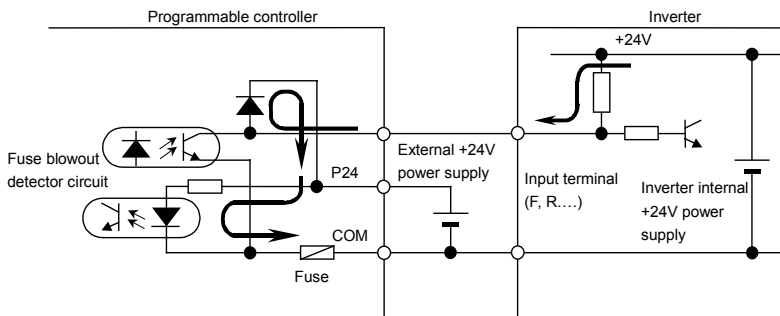 Programmable controller
Inverter
+24V
Fuse blowout
detector circuit
P24
External +24V
power supply
Input terminal
(F, R.…)
Inverter internal
+24V power
supply
COM
Fuse